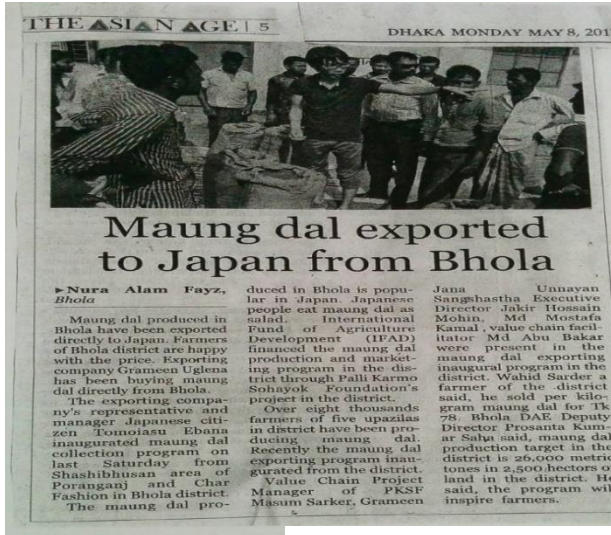 THE ASIAN AGE | 5
DHAKA MONDAY MAY 8, 201
Maung dal exported
to Japan from Bhola
▸Nura Alam Fayz,
Bhola
Maung dal produced in
Bhola have been exported
directly to Japan. Farmers
of Bhola district are happy
with the price. Exporting
company Grameen Uglena
has been buying maung
dal directly from Bhola.
The exporting compa-
ny's representative and
manager Japanese citi-
zen Tomoiasu Ebana
inaugurated maung dal
collection program on
last Saturday from
Shashibhusan area of
Poranganj and Char
Fashion in Bhola district.
The maung dal pro-
duced in Bhola is popu-
lar in Japan. Japanese
people eat maung dal as
salad. International
Fund of Agriculture
Development (IFAD)
financed the maung dal
production and market-
ing program in the dis-
trict through Palli Karmo
Sohayok Foundation's
project in the district.
Over eight thousands
farmers of five upazilas
in district have been pro-
ducing maung dal.
Recently the maung dal
exporting program inau-
gurated from the district.
Value Chain Project
Manager of PKSF
Masum Sarker, Grameen
Jana Unnayan
Sangshastha Executive
Director Jakir Hossain
Mohin, Md Mostafa
Kamal , value chain facil-
itator Md Abu Bakar
were present in the
maung dal exporting
inaugural program in the
district. Wahid Sarder a
farmer of the district
said, he sold per kilo-
gram maung dal for Tk
78. Bhola DAE Deputy
Director Prosanta Kum-
ar Saha said, maung dal
production target in the
district is 26,000 metric
tones in 2,500 hectors o
land in the district. He
said, the program wil
inspire farmers.